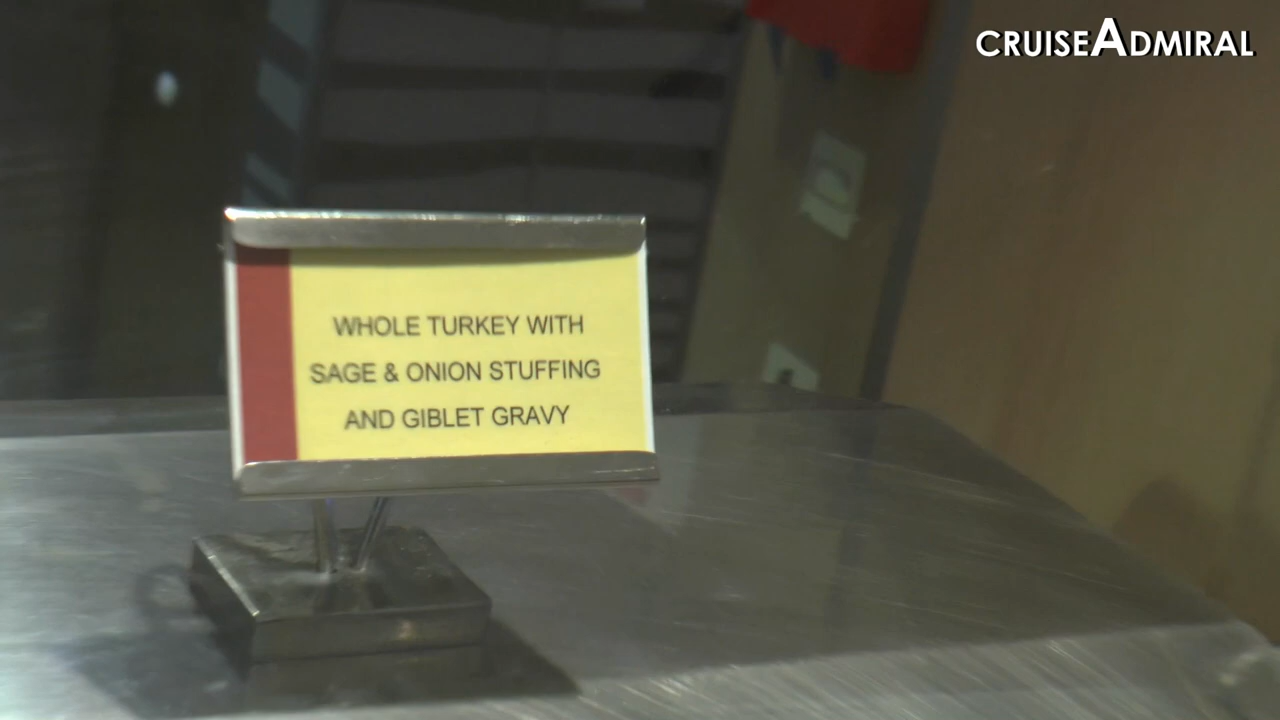 CRUISEADMIRAL
WHOLE TURKEY WITH
SAGE & ONION STUFFING
AND GIBLET GRAVY